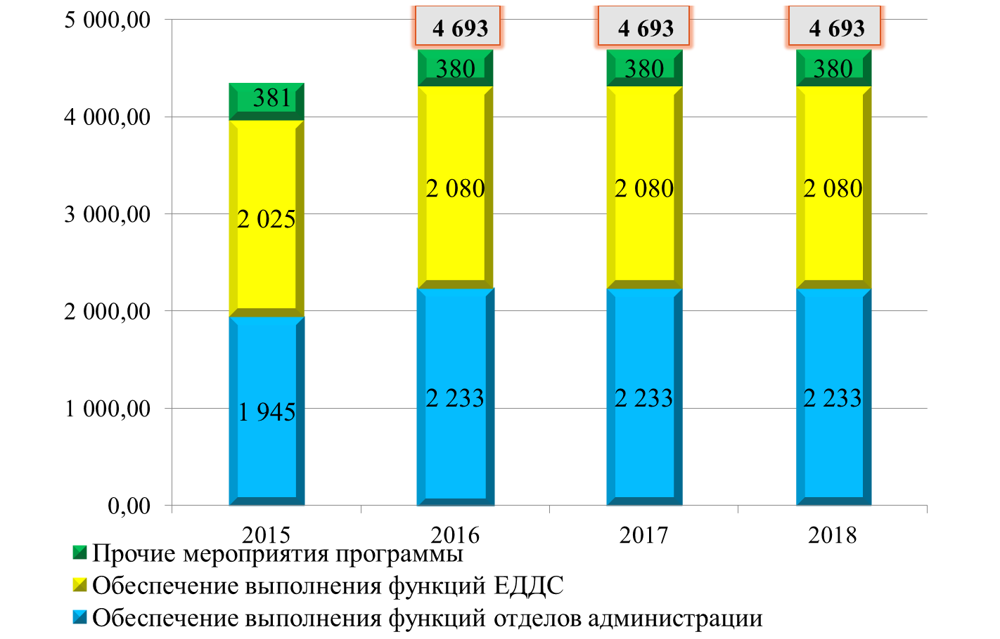 5 000,00
4 693 4 693 4 693
380 380 380
381
4 000,00
2 080 2 080 2 080
3 000,00
2 025
2 000,00
2 233 2 233 2 233
1 000,00
1 945
0,00
2015 2016 2017 2018
Прочие мероприятия программы
Обеспечение выполнения функций ЕДДС
Обеспечение выполнения функций отделов администрации